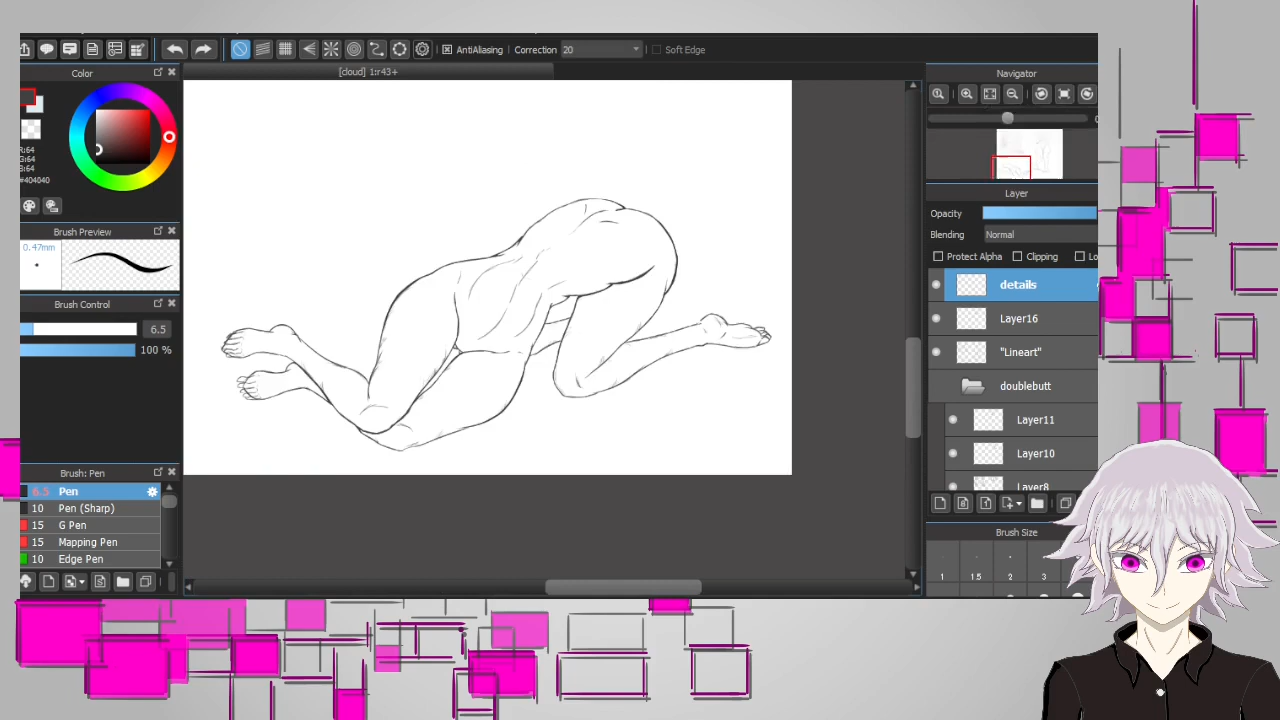 AntiAliasing Correction 20 Soft Edge
Color
[cloud] 1:r43+
Navigator
R:64
G:64
B:64
#404040
Layer
Opacity
Blending Normal
Protect Alpha Clipping Lo
Brush Preview
0.47mm
details
Layer16
"Lineart"
doublebutt
Layer11
Layer10
Layer8
Brush Control
6.5
100 %
Brush: Pen
6.5 Pen
10 Pen (Sharp)
15 G Pen
15 Mapping Pen
10 Edge Pen
Brush Size
1 1.5 2 3